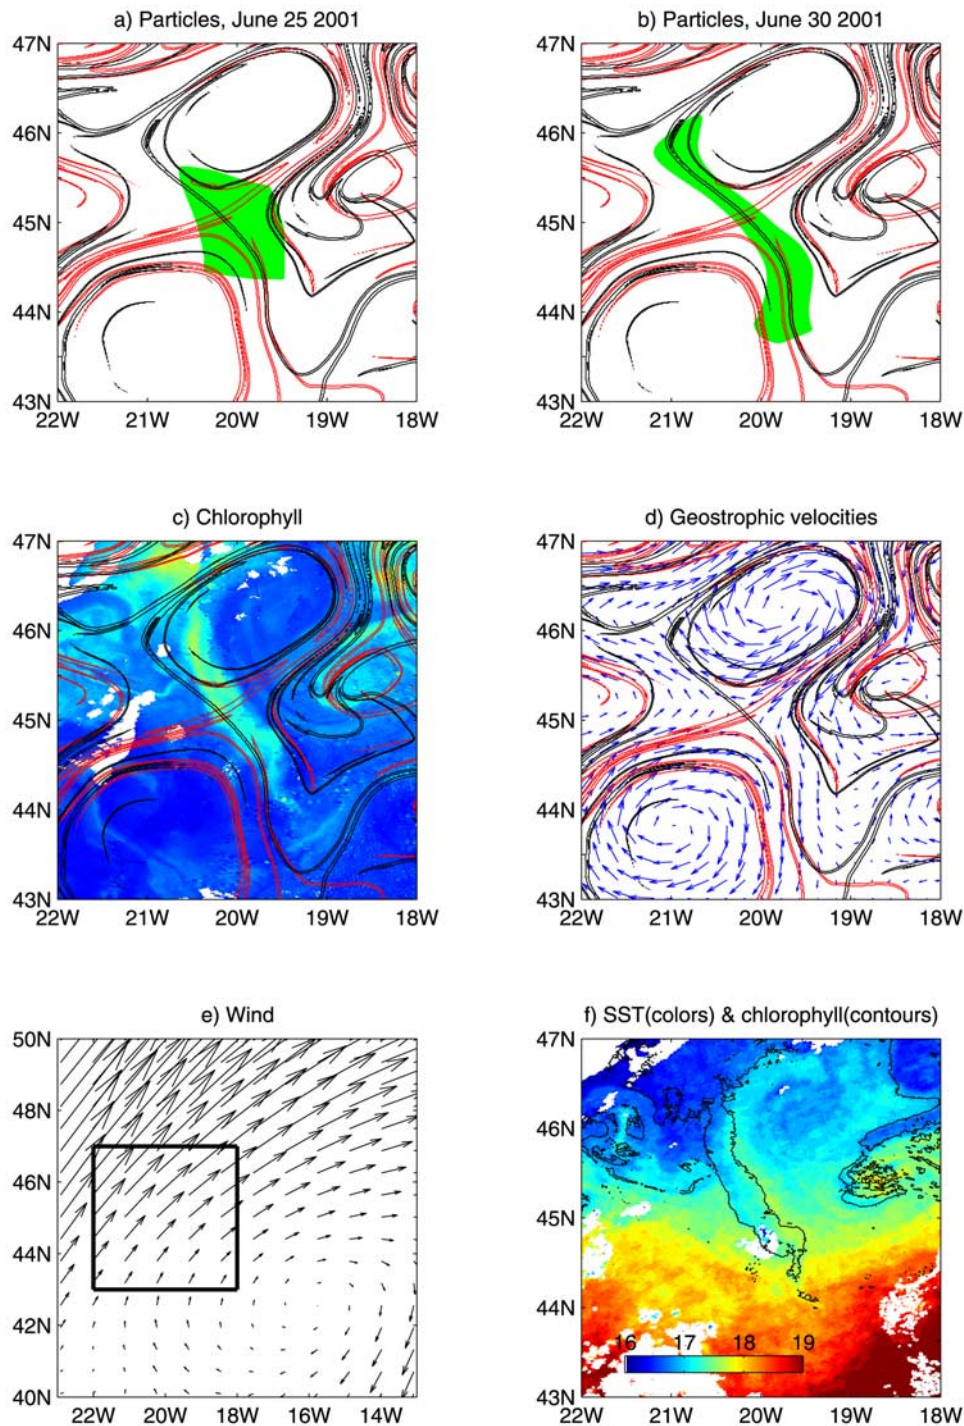 a) Particles, June 25 2001
b) Particles, June 30 2001
47N
47N
46N
46N
45N
45N
44N
44N
43N
43N
22W 21W 20W 19W 18W
22W 21W 20W 19W 18W
c) Chlorophyll
d) Geostrophic velocities
47N
47N
46N
46N
45N
45N
44N
44N
43N
43N
22W 21W 20W 19W 18W
22W 21W 20W 19W 18W
e) Wind
f) SST(colors) & chlorophyll(contours)
50N
47N
48N
46N
46N
45N
44N
44N
42N
16 17 18 19
40N
43N
22W 20W 18W 16W 14W
22W 21W 20W 19W 18W